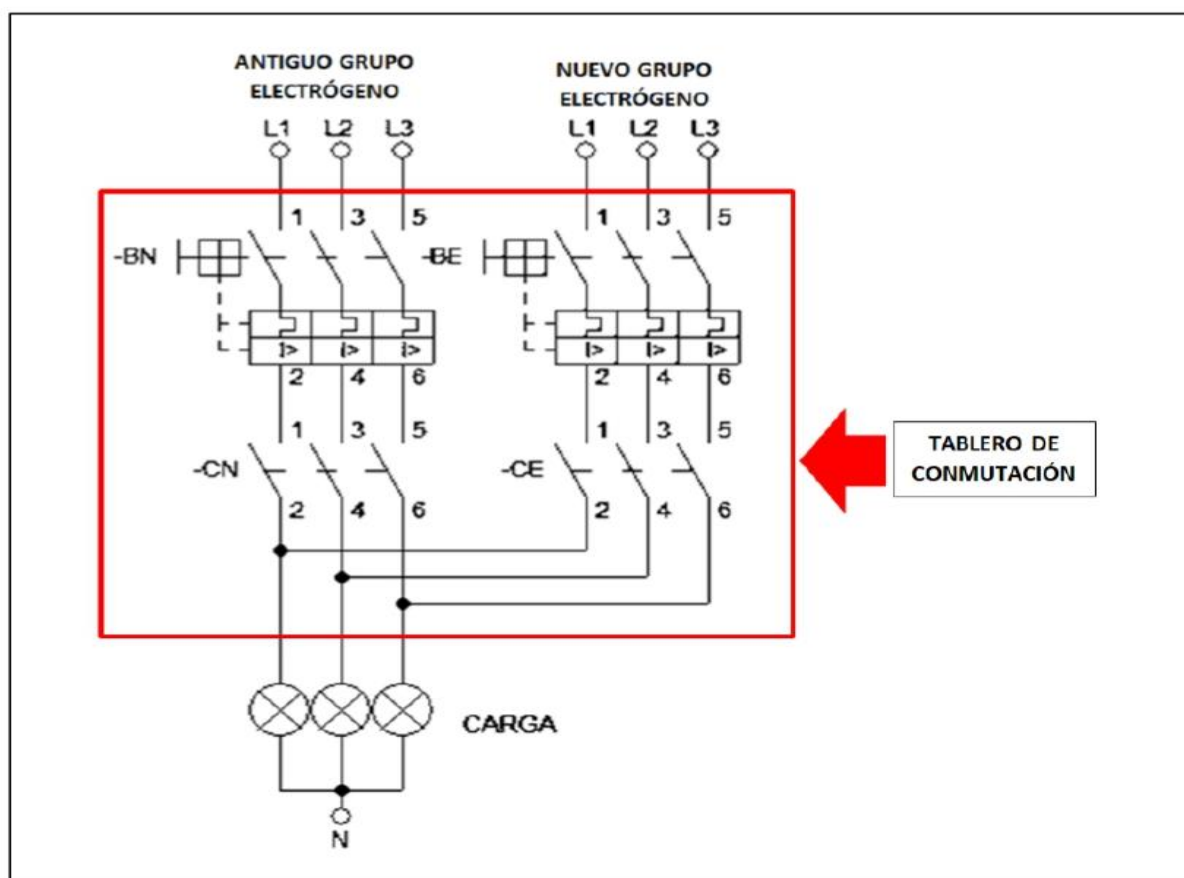 ANTIGUO GRUPO
ELECTRÓGENO
NUEVO GRUPO
ELECTRÓGENO
L1 L2 L3
L1 L2 L3
1 3 5
1 3 5
-BN
-BE
I> I> I>
I> I> I>
2 4 6
2 4 6
1 3 5
1 3 5
-CN
-CE
2 4 6
2 4 6
TABLERO DE
CONMUTACIÓN
CARGA
N